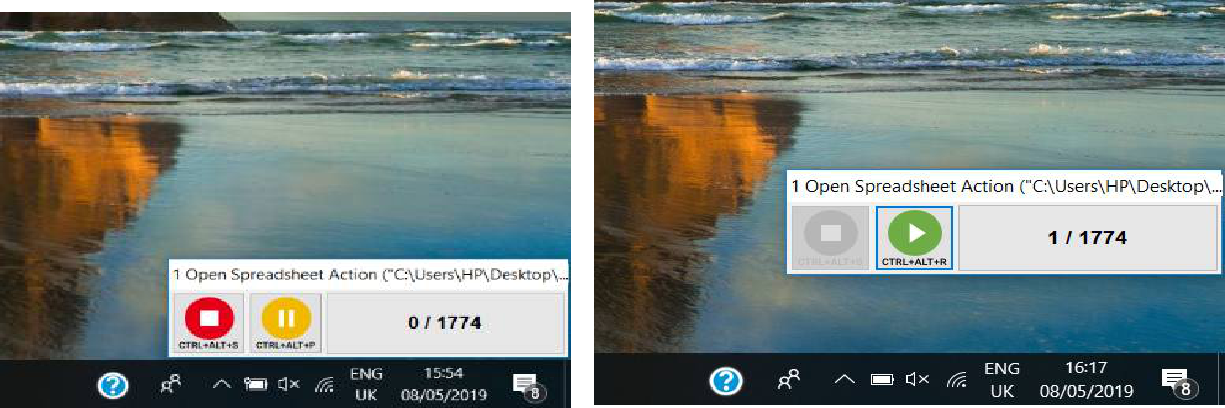 1 Open Spreadsheet Action ("C:\Users\HP\Desktop\...
CTRL+ALT+S CTRL+ALT+P 0 / 1774
ENG 15:54
UK 08/05/2019 8
1 Open Spreadsheet Action ("C:\Users\HP\Desktop\...
CTRL+ALT+S CTRL+ALT+R 1 / 1774
ENG 16:17
UK 08/05/2019 8